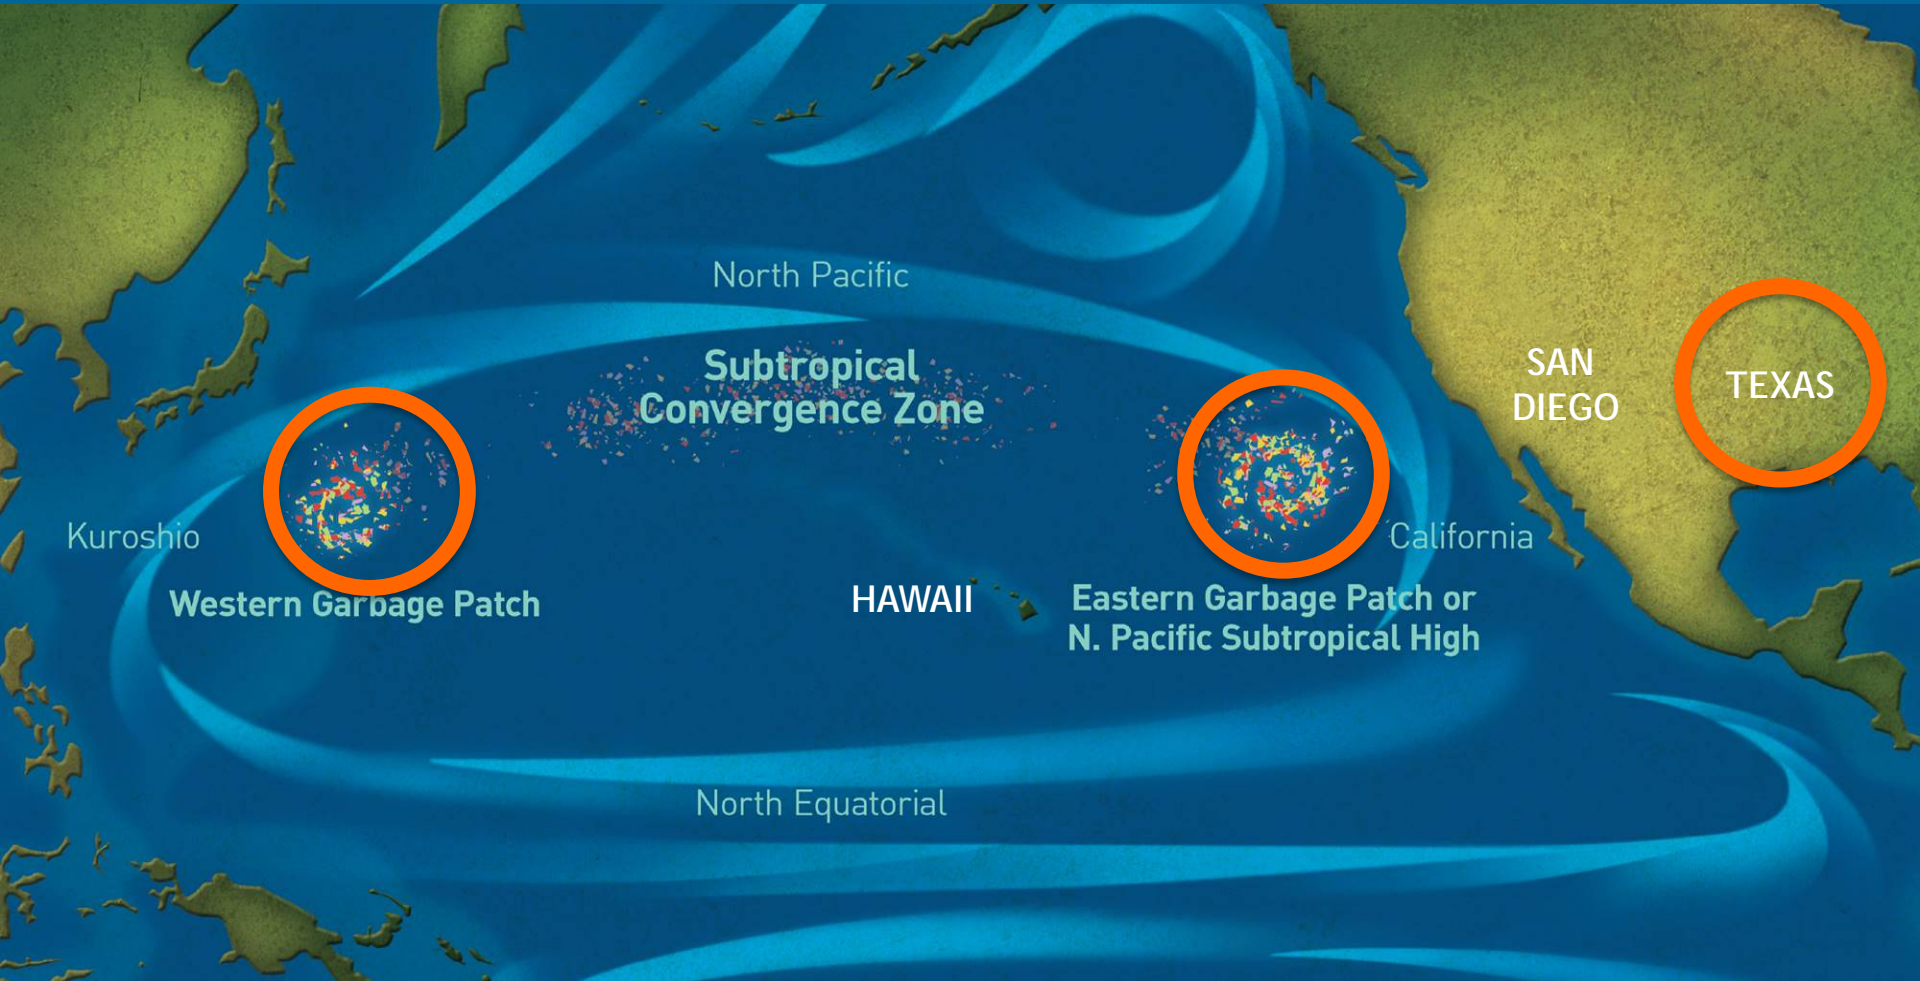 North Pacific
Subtropical
Convergence Zone
SAN
DIEGO
TEXAS
Kuroshio
California
Western Garbage Patch
HAWAII
Eastern Garbage Patch or
N. Pacific Subtropical High
North Equatorial